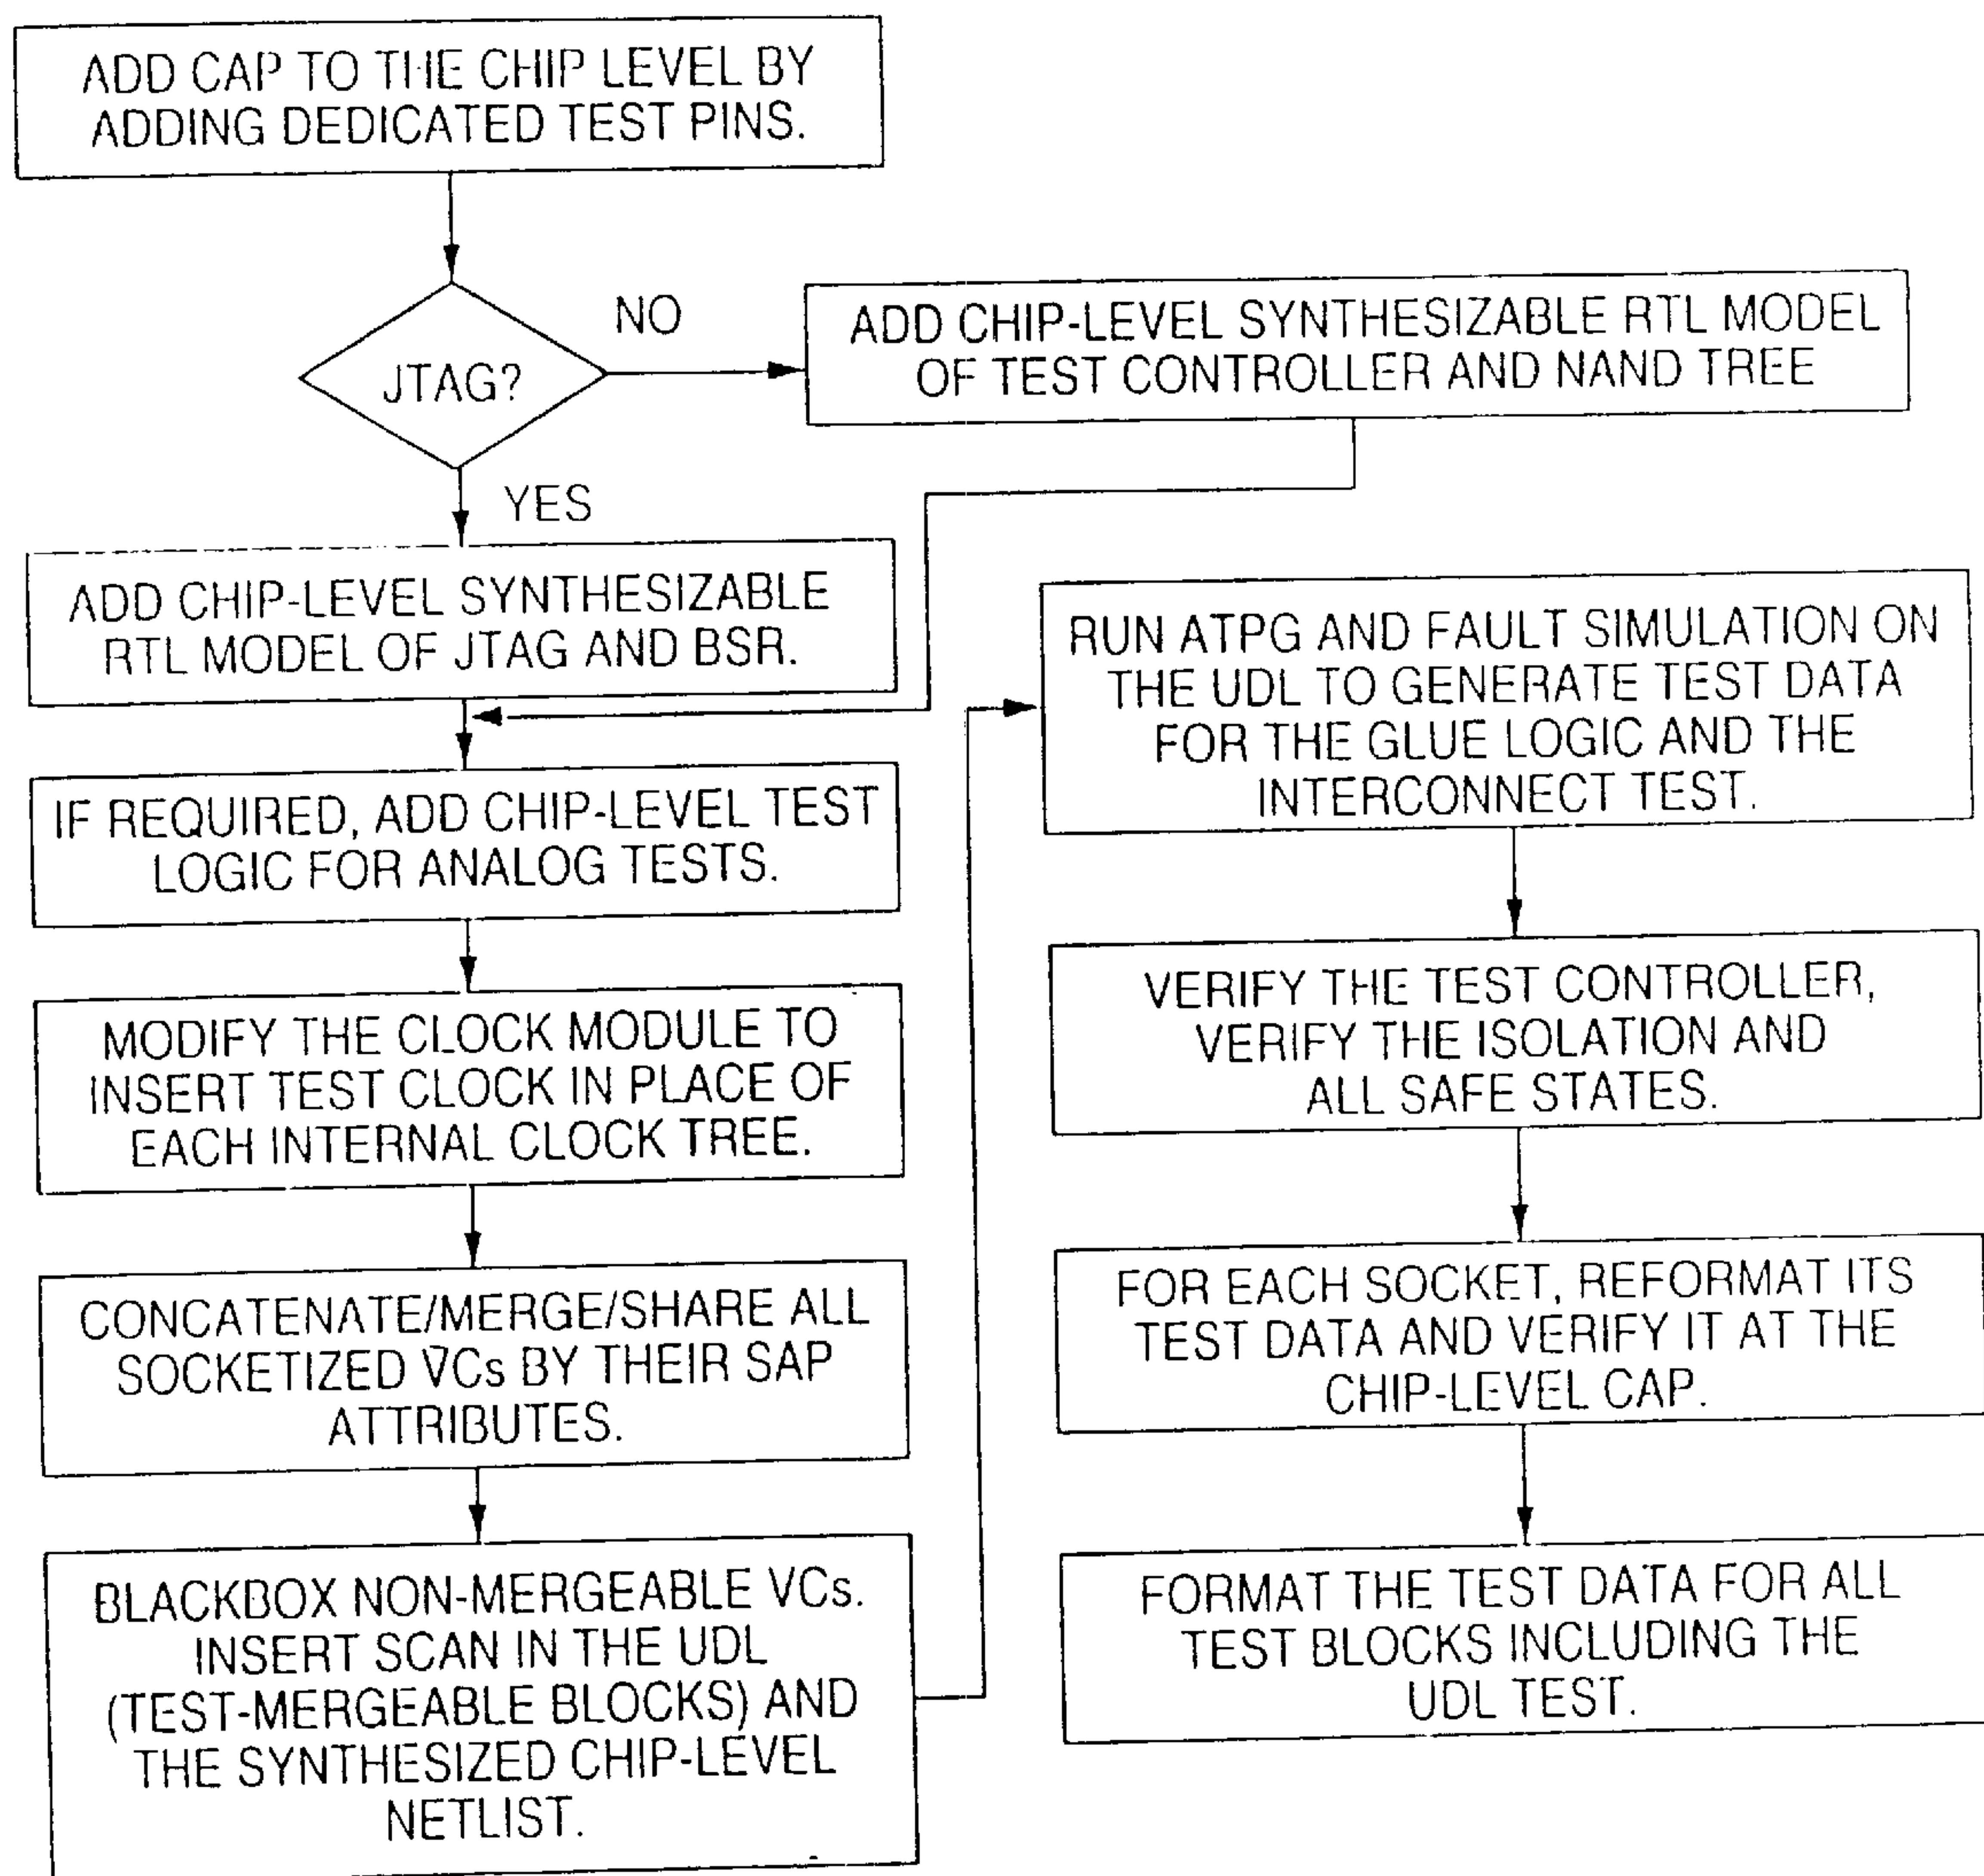 ADD CAP TO THE CHIP LEVEL BY
ADDING DEDICATED TEST PINS.
JTAG?
NO
ADD CHIP-LEVEL SYNTHESIZABLE RTL MODEL
OF TEST CONTROLLER AND NAND TREE
YES
ADD CHIP-LEVEL SYNTHESIZABLE
RTL MODEL OF JTAG AND BSR.
IF REQUIRED, ADD CHIP-LEVEL TEST
LOGIC FOR ANALOG TESTS.
MODIFY THE CLOCK MODULE TO
INSERT TEST CLOCK IN PLACE OF
EACH INTERNAL CLOCK TREE.
CONCATENATE/MERGE/SHARE ALL
SOCKETIZED VCs BY THEIR SAP
ATTRIBUTES.
BLACKBOX NON-MERGEABLE VCs.
INSERT SCAN IN THE UDL
(TEST-MERGEABLE BLOCKS) AND
THE SYNTHESIZED CHIP-LEVEL
NETLIST.
RUN ATPG AND FAULT SIMULATION ON
THE UDL TO GENERATE TEST DATA
FOR THE GLUE LOGIC AND THE
INTERCONNECT TEST.
VERIFY THE TEST CONTROLLER,
VERIFY THE ISOLATION AND
ALL SAFE STATES.
FOR EACH SOCKET, REFORMAT ITS
TEST DATA AND VERIFY IT AT THE
CHIP-LEVEL CAP.
FORMAT THE TEST DATA FOR ALL
TEST BLOCKS INCLUDING THE
UDL TEST.